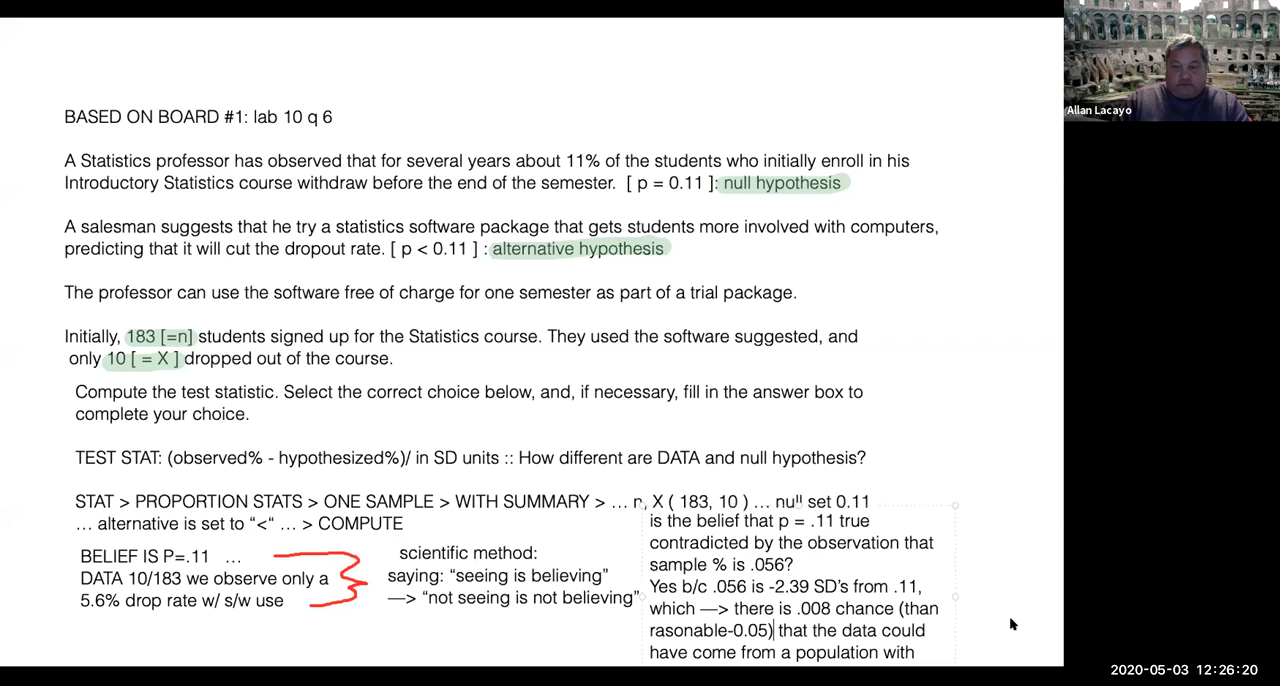 BASED ON BOARD #1: lab 10 q 6
A Statistics professor has observed that for several years about 11% of the students who initially enroll in his
Introductory Statistics course withdraw before the end of the semester. [ p = 0.11 ]: null hypothesis
A salesman suggests that he try a statistics software package that gets students more involved with computers,
predicting that it will cut the dropout rate. [ p < 0.11 ] : alternative hypothesis
The professor can use the software free of charge for one semester as part of a trial package.
Initially, 183 [=n] students signed up for the Statistics course. They used the software suggested, and
only 10 [ = X ] dropped out of the course.
Compute the test statistic. Select the correct choice below, and, if necessary, fill in the answer box to
complete your choice.
TEST STAT: (observed% - hypothesized%)/ in SD units :: How different are DATA and null hypothesis?
STAT > PROPORTION STATS > ONE SAMPLE > WITH SUMMARY > … n, X ( 183, 10 ) … null set 0.11
… alternative is set to “<“ … > COMPUTE
BELIEF IS P=.11 …
DATA 10/183 we observe only a
5.6% drop rate w/ s/w use
scientific method:
saying: “seeing is believing”
—> “not seeing is not believing”
is the belief that p = .11 true
contradicted by the observation that
sample % is .056?
Yes b/c .056 is -2.39 SD’s from .11,
which —> there is .008 chance (than
rasonable-0.05) that the data could
have come from a population with
Allan Lacayo
2020-05-03 12:26:20